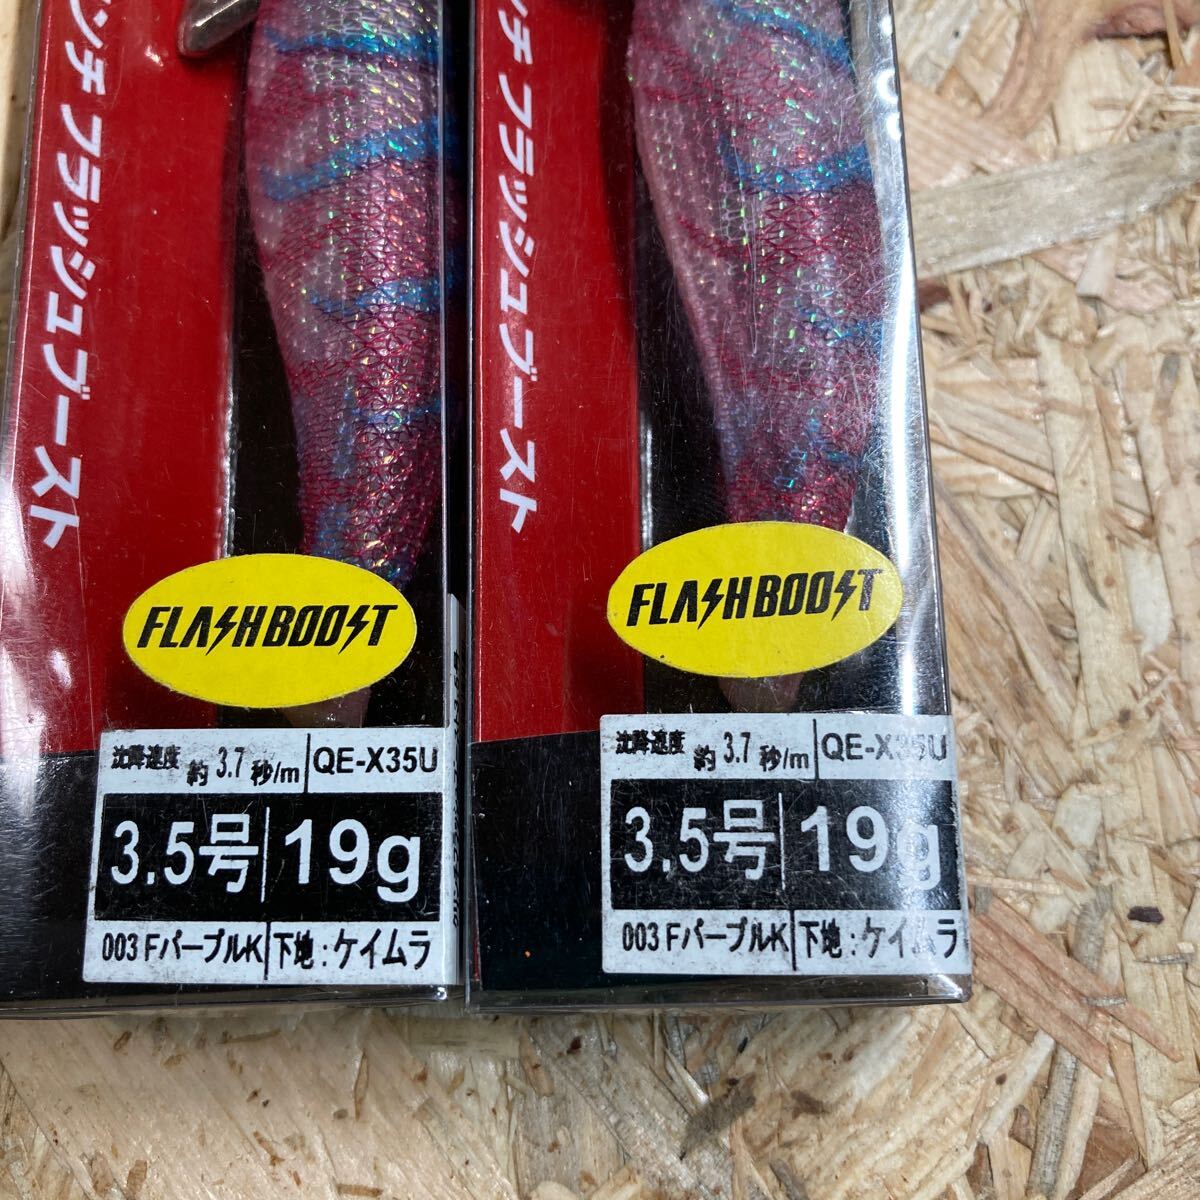 ンチ フラッシュブースト
FLASHBOOST
沈降速度 約 3.7 秒/m QE-X35U
3.5号 19g
003 FパープルK 下地:ケイムラ
ンチ フラッシュブースト
FLASHBOOST
沈降速度 約 3.7 秒/m QE-X35U
3.5号 19g
003 FパープルK 下地:ケイムラ